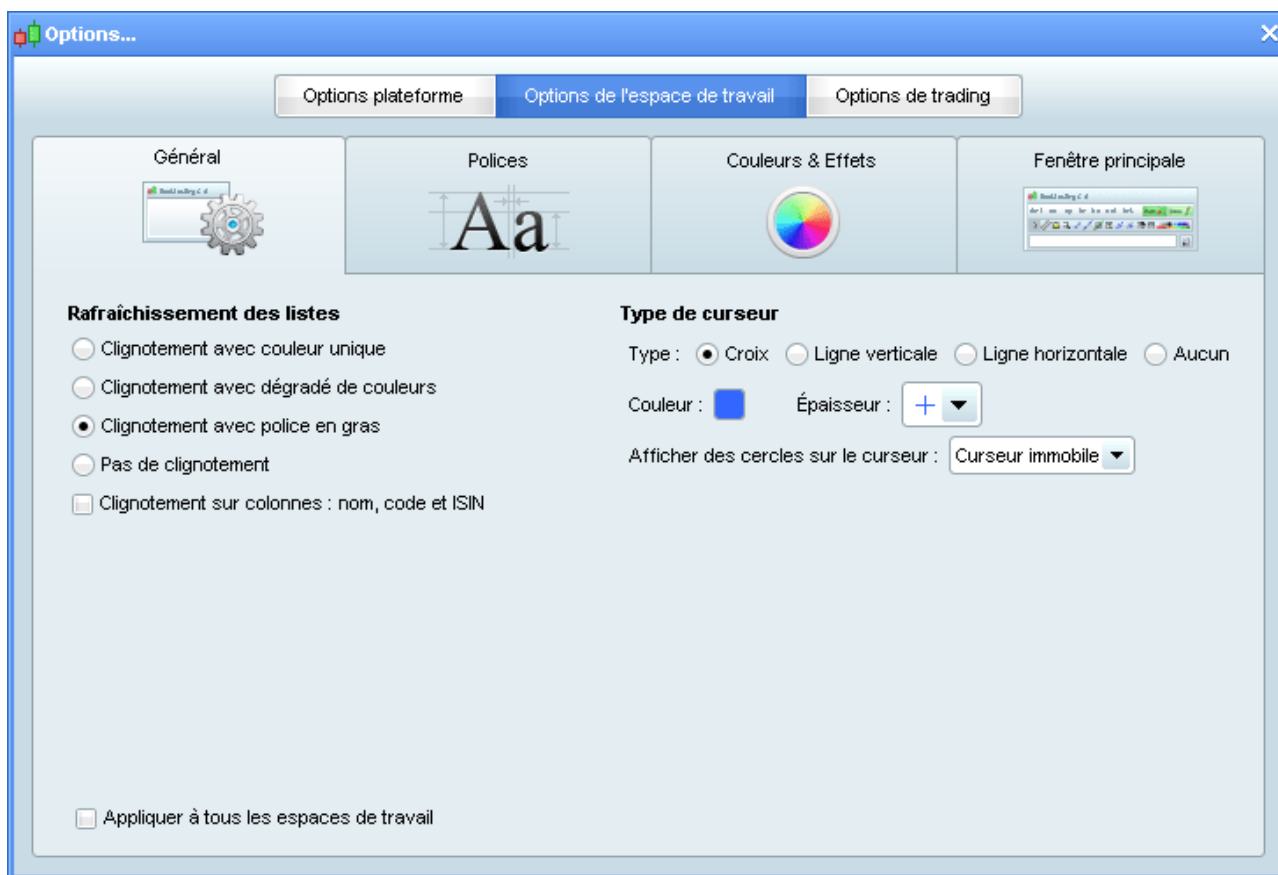 Options...
Options plateforme
Options de l'espace de travail
Options de trading
Général
Polices
Couleurs & Effets
Fenêtre principale
Aa
Rafraîchissement des listes
Clignotement avec couleur unique
Clignotement avec dégradé de couleurs
Clignotement avec police en gras
Pas de clignotement
Clignotement sur colonnes : nom, code et ISIN
Type de curseur
Type : Croix Ligne verticale Ligne horizontale Aucun
Couleur : Épaisseur :
Afficher des cercles sur le curseur : Curseur immobile
Appliquer à tous les espaces de travail